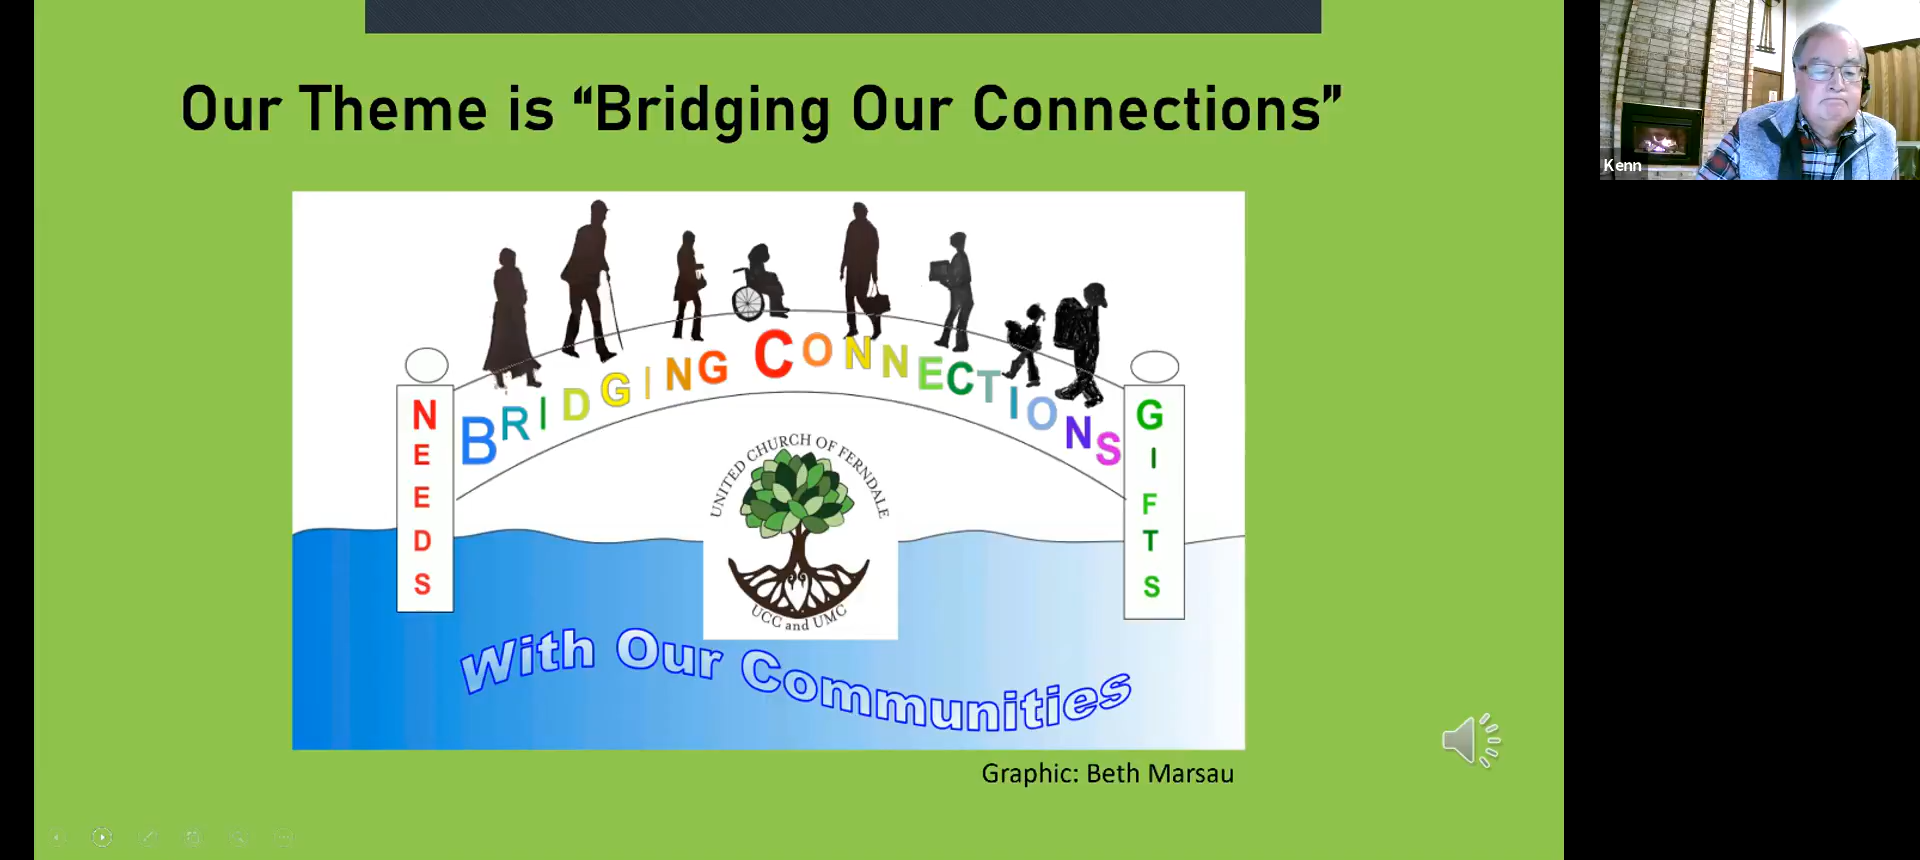 Our Theme is “Bridging Our Connections”
BRIDGING CONNECTIONS
NEEDS
GIFTS
UNITED CHURCH OF FERNDALE
UCC and UMC
With Our Communities
Graphic: Beth Marsau
Kenn